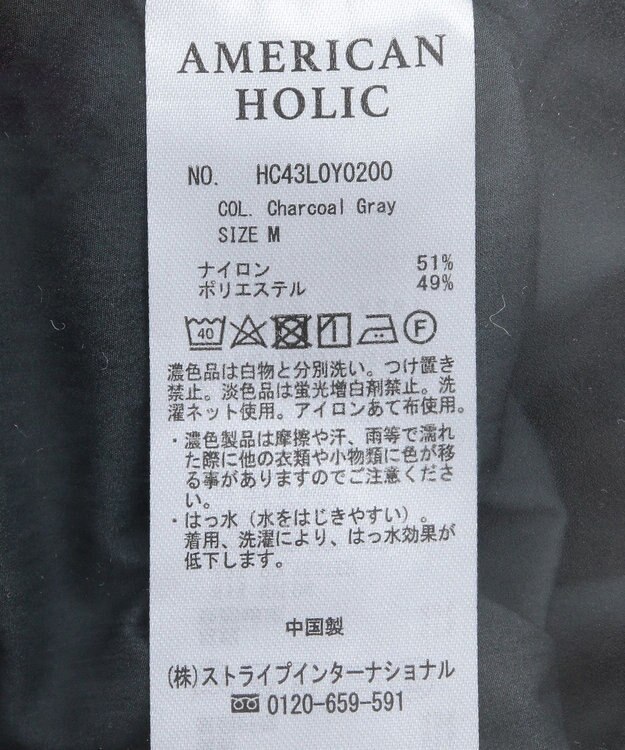 AMERICAN
HOLIC
NO. HC43L0Y0200
COL. Charcoal Gray
SIZE M
ナイロン 51%
ポリエステル 49%
40 F
濃色品は白物と分別洗い。つけ置き
禁止。淡色品は蛍光増白剤禁止。洗
濯ネット使用。アイロンあて布使用。
・濃色製品は摩擦や汗、雨等で濡れ
た際に他の衣類や小物類に色が移
る事がありますのでご注意くださ
い。
・はっ水（水をはじきやすい）。
着用、洗濯により、はっ水効果が
低下します。
中国製
(株)ストライプインターナショナル
0120-659-591